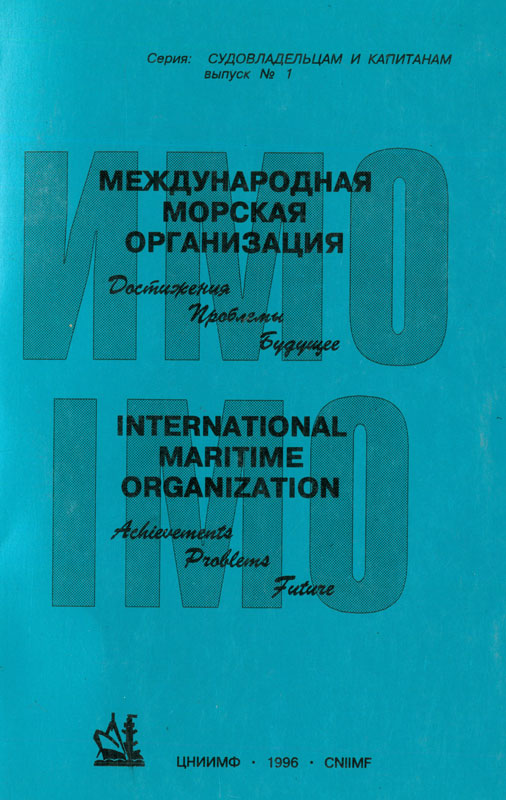 Серия: СУДОВЛАДЕЛЬЦАМ И КАПИТАНАМ
выпуск № 1
ИМО
МЕЖДУНАРОДНАЯ
МОРСКАЯ
ОРГАНИЗАЦИЯ
Достижения
Проблемы
Будущее
IMO
INTERNATIONAL
MARITIME
ORGANIZATION
Achievements
Problems
Future
ЦНИИМФ · 1996 · CNIIMF